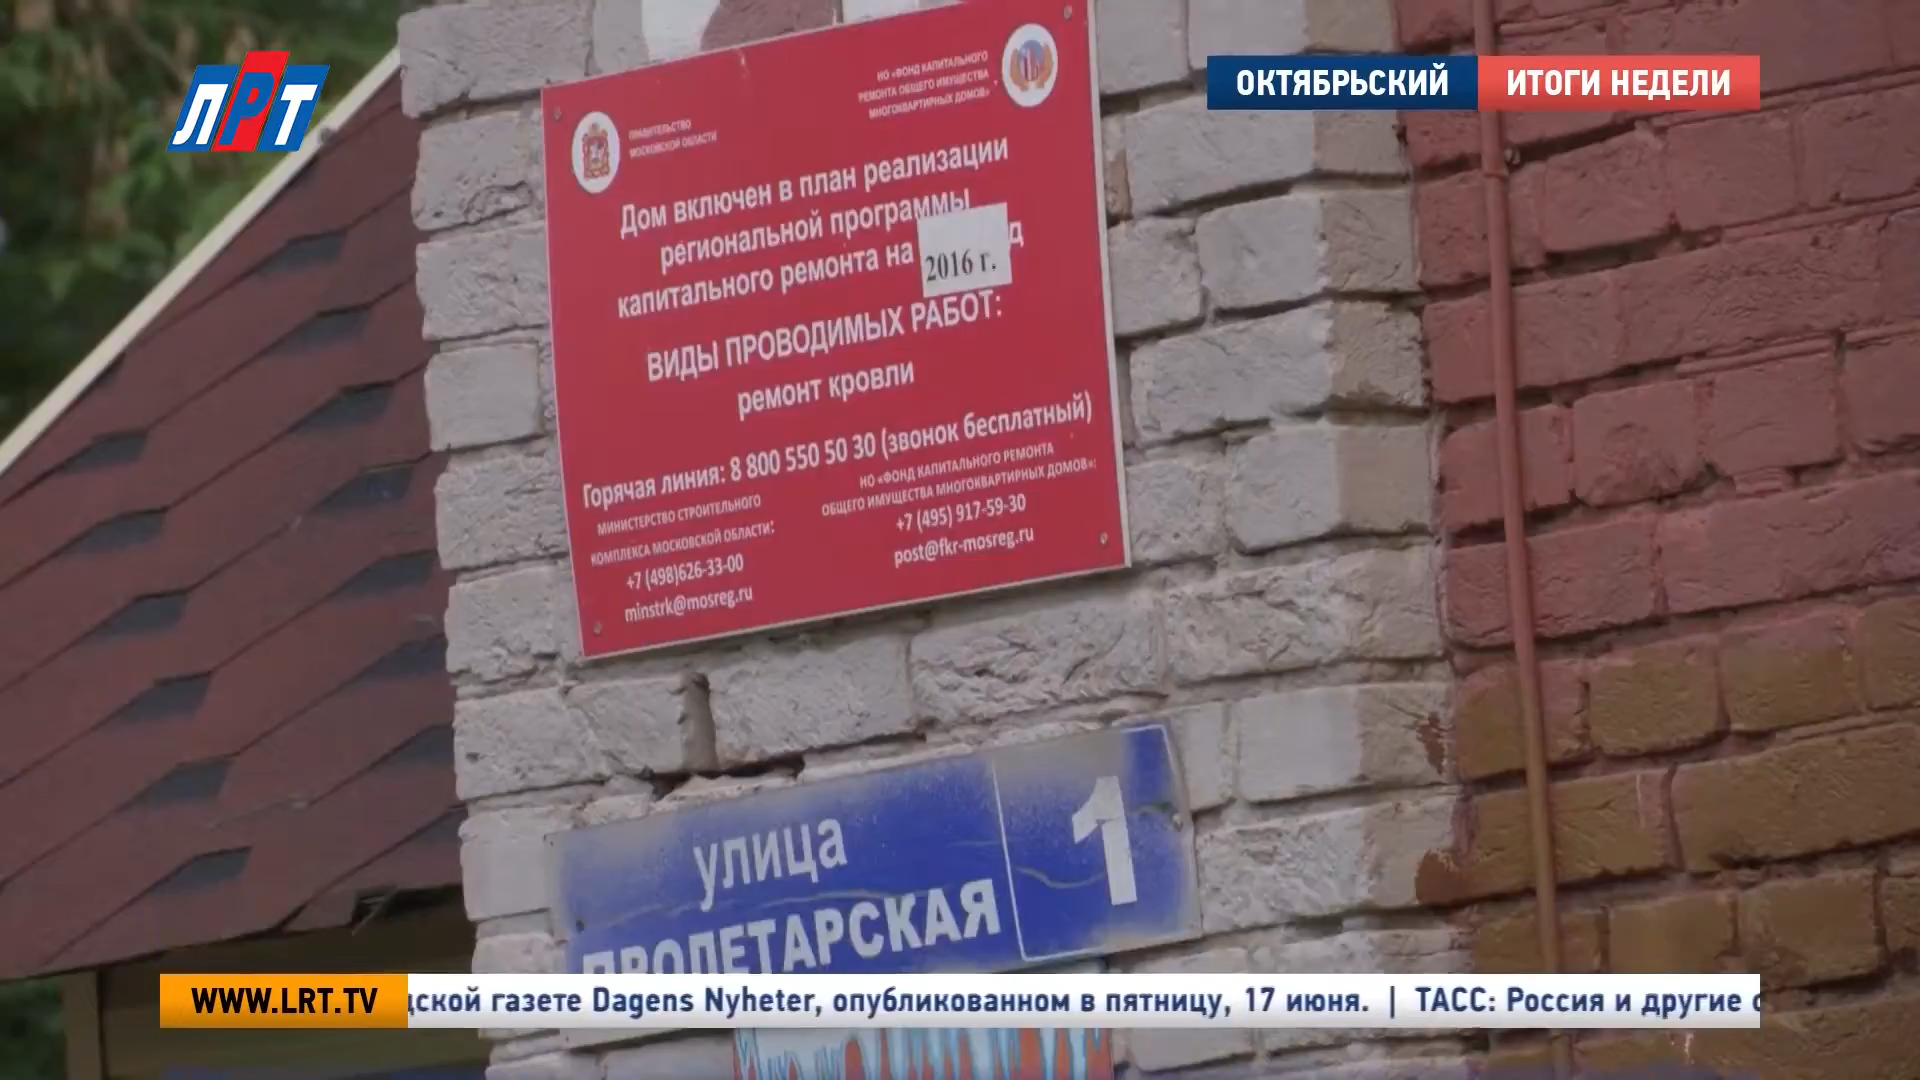 ЛРТ
ОКТЯБРЬСКИЙ ИТОГИ НЕДЕЛИ
ПРАВИТЕЛЬСТВО
МОСКОВСКОЙ ОБЛАСТИ
НО «ФОНД КАПИТАЛЬНОГО
РЕМОНТА ОБЩЕГО ИМУЩЕСТВА
МНОГОКВАРТИРНЫХ ДОМОВ»
Дом включен в план реализации
региональной программы
капитального ремонта на 2016 г. д
ВИДЫ ПРОВОДИМЫХ РАБОТ:
ремонт кровли
Горячая линия: 8 800 550 50 30 (звонок бесплатный)
МИНИСТЕРСТВО СТРОИТЕЛЬНОГО
КОМПЛЕКСА МОСКОВСКОЙ ОБЛАСТИ:
+7 (498)626-33-00
minstrk@mosreg.ru
НО «ФОНД КАПИТАЛЬНОГО РЕМОНТА
ОБЩЕГО ИМУЩЕСТВА МНОГОКВАРТИРНЫХ ДОМОВ»:
+7 (495) 917-59-30
post@fkr-mosreg.ru
улица
ПРОЛЕТАРСКАЯ 1
WWW.LRT.TV дской газете Dagens Nyheter, опубликованном в пятницу, 17 июня. | ТАСС: Россия и другие